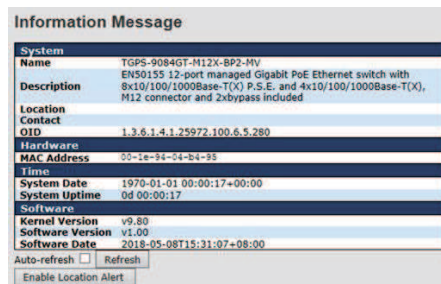 Information Message
System
Name TGPS-9084GT-M12X-BP2-MV
Description EN50155 12-port managed Gigabit PoE Ethernet switch with
8x10/100/1000Base-T(X) P.S.E. and 4x10/100/1000Base-T(X),
M12 connector and 2xbypass included
Location
Contact
OID 1.3.6.1.4.1.25972.100.6.5.280
Hardware
MAC Address 00-1e-94-04-b4-95
Time
System Date 1970-01-01 00:00:17+00:00
System Uptime 0d 00:00:17
Software
Kernel Version v9.80
Software Version v1.00
Software Date 2018-05-08T15:31:07+08:00
Auto-refresh Refresh
Enable Location Alert